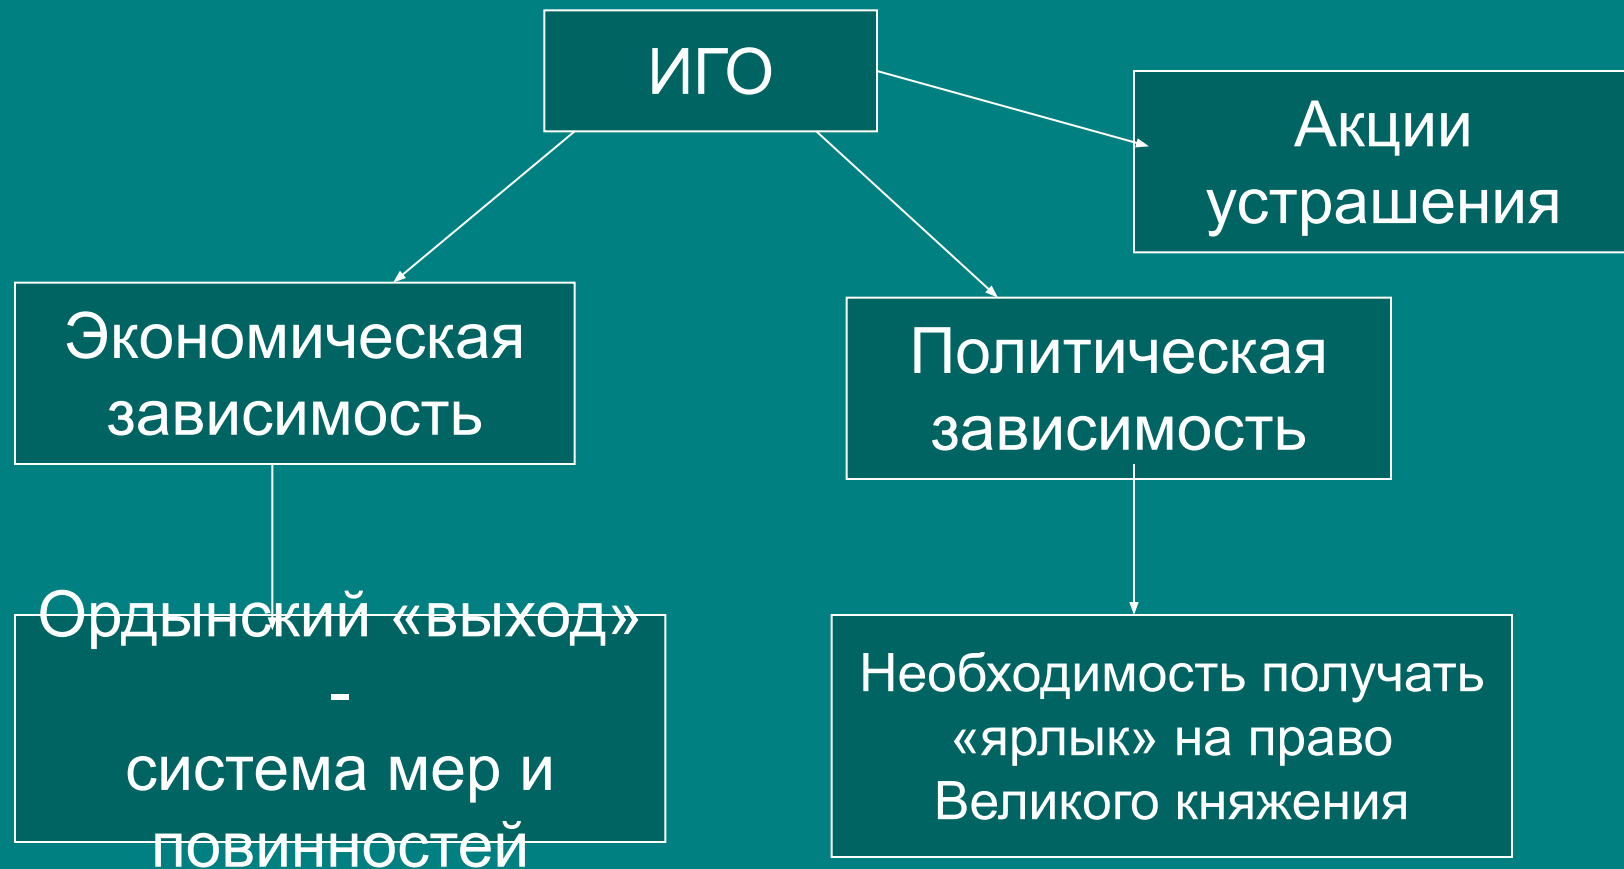 ИГО
Акции
устрашения
Экономическая
зависимость
Политическая
зависимость
Ордынский «выход»
-
система мер и
повинностей
Необходимость получать
«ярлык» на право
Великого княжения